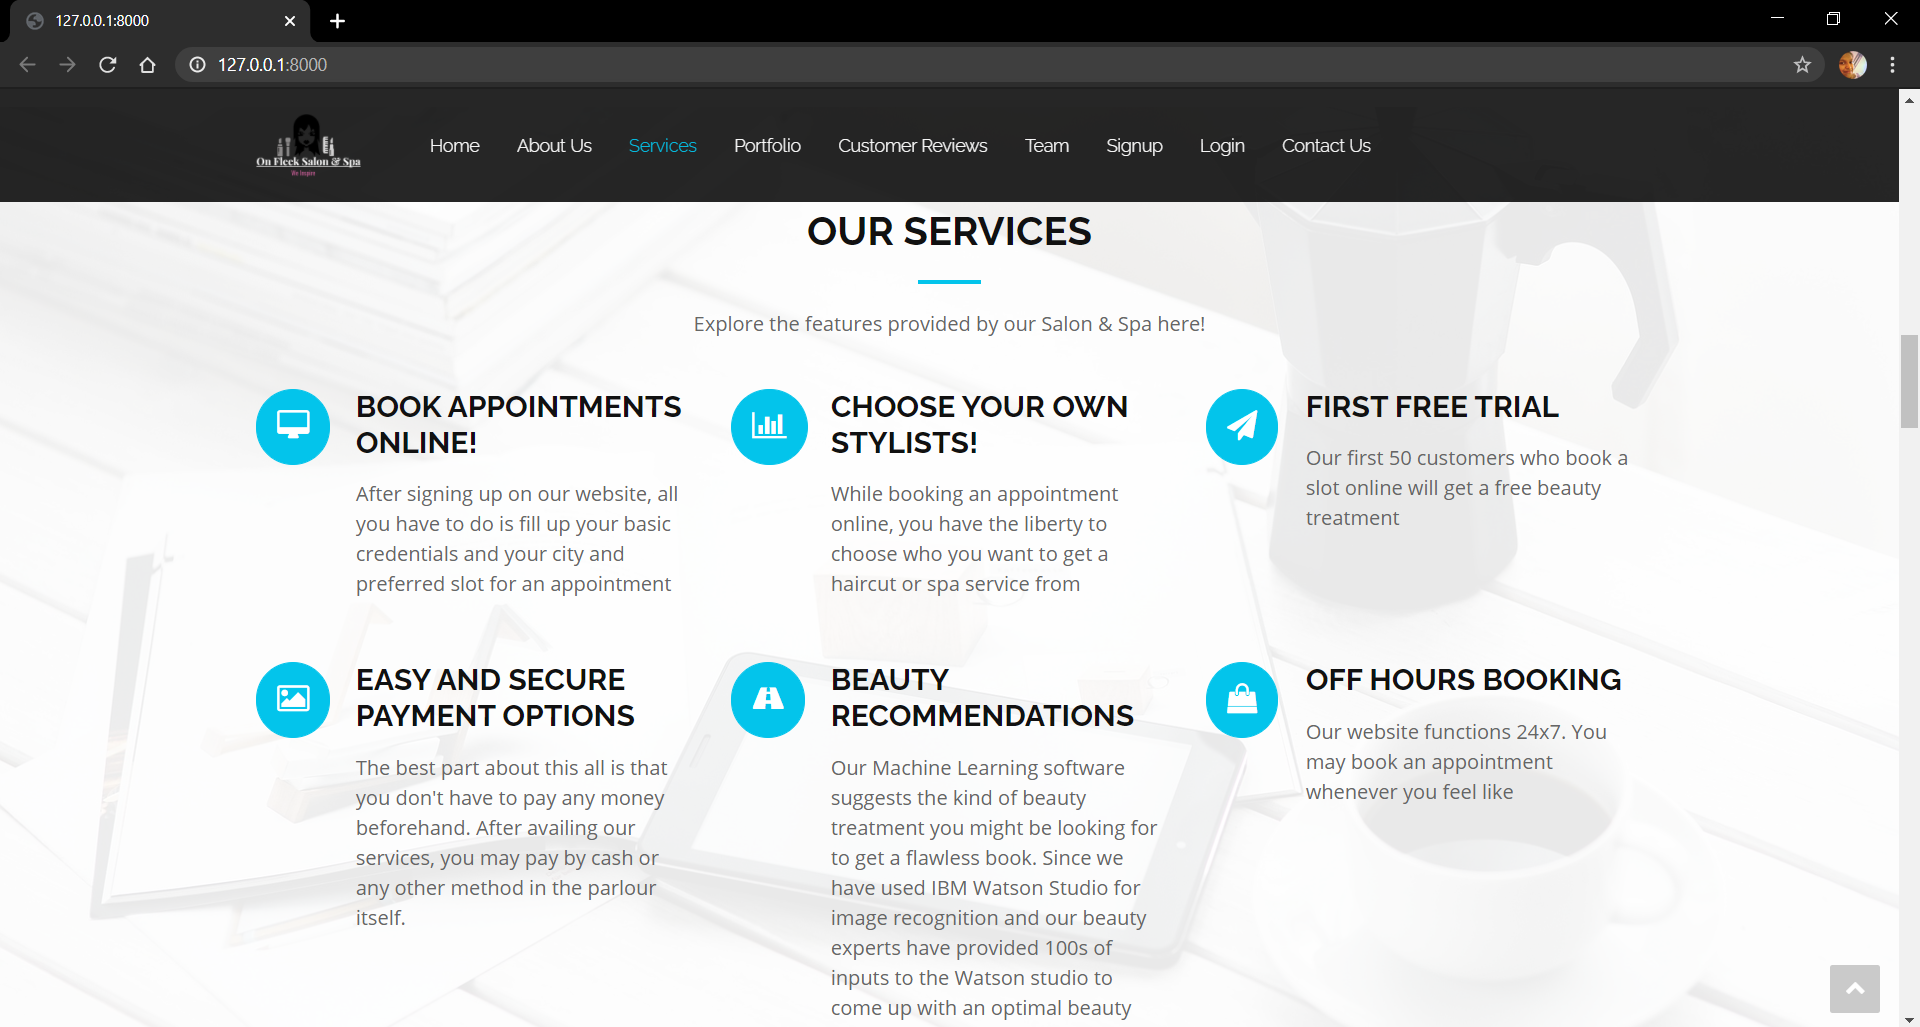 127.0.0.1:8000
127.0.0.1:8000
On Fleek Salon & Spa
We Inspire
Home About Us Services Portfolio Customer Reviews Team Signup Login Contact Us
OUR SERVICES
Explore the features provided by our Salon & Spa here!
BOOK APPOINTMENTS
ONLINE!
After signing up on our website, all
you have to do is fill up your basic
credentials and your city and
preferred slot for an appointment
CHOOSE YOUR OWN
STYLISTS!
While booking an appointment
online, you have the liberty to
choose who you want to get a
haircut or spa service from
FIRST FREE TRIAL
Our first 50 customers who book a
slot online will get a free beauty
treatment
EASY AND SECURE
PAYMENT OPTIONS
The best part about this all is that
you don't have to pay any money
beforehand. After availing our
services, you may pay by cash or
any other method in the parlour
itself.
BEAUTY
RECOMMENDATIONS
Our Machine Learning software
suggests the kind of beauty
treatment you might be looking for
to get a flawless book. Since we
have used IBM Watson Studio for
image recognition and our beauty
experts have provided 100s of
inputs to the Watson studio to
come up with an optimal beauty
OFF HOURS BOOKING
Our website functions 24x7. You
may book an appointment
whenever you feel like